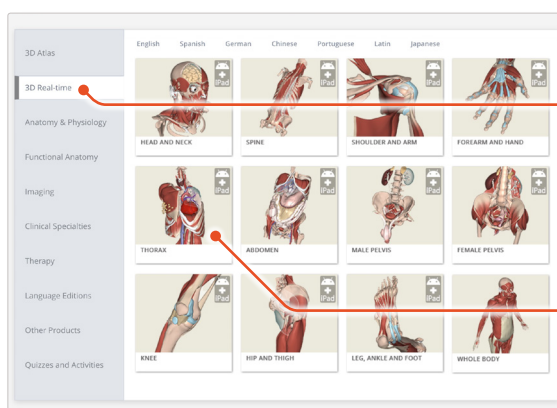 English Spanish German Chinese Portuguese Latin Japanese
3D Atlas
3D Real-time
Anatomy & Physiology
Functional Anatomy
Imaging
Clinical Specialties
Therapy
Language Editions
Other Products
Quizzes and Activities
iPad iPad iPad iPad
HEAD AND NECK SPINE SHOULDER AND ARM FOREARM AND HAND
iPad iPad iPad iPad
THORAX ABDOMEN MALE PELVIS FEMALE PELVIS
iPad iPad iPad iPad
KNEE HIP AND THIGH LEG, ANKLE AND FOOT WHOLE BODY